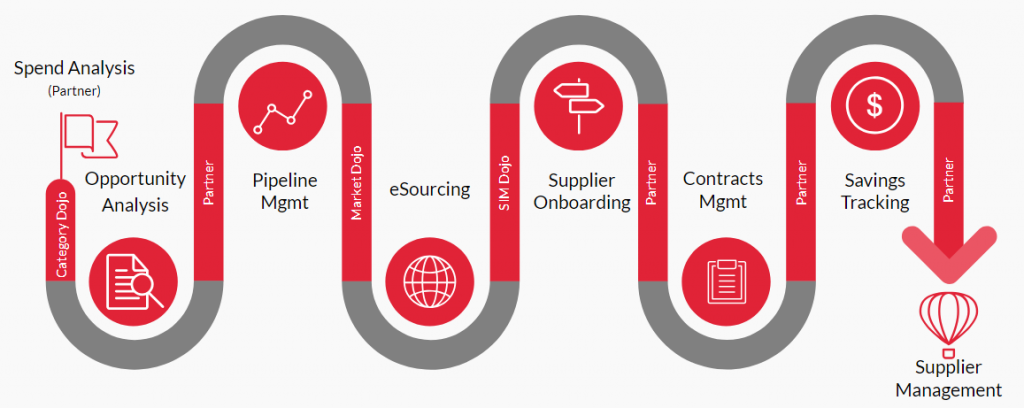 Spend Analysis
(Partner)
Category Dojo
Opportunity
Analysis
Partner
Pipeline
Mgmt
Market Dojo
eSourcing
SIM Dojo
Supplier
Onboarding
Partner
Contracts
Mgmt
Partner
$
Savings
Tracking
Partner
Supplier
Management